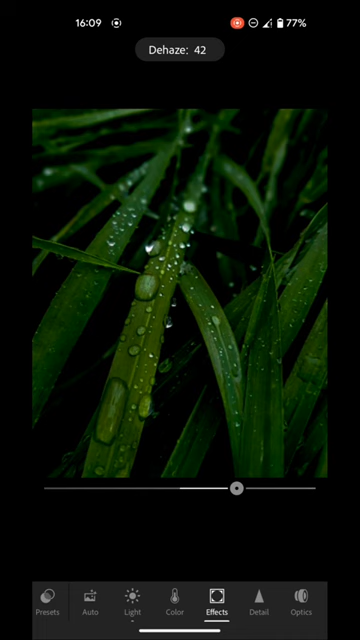 16:09
77%
Dehaze: 42
Presets
Auto
Light
Color
Effects
Detail
Optics